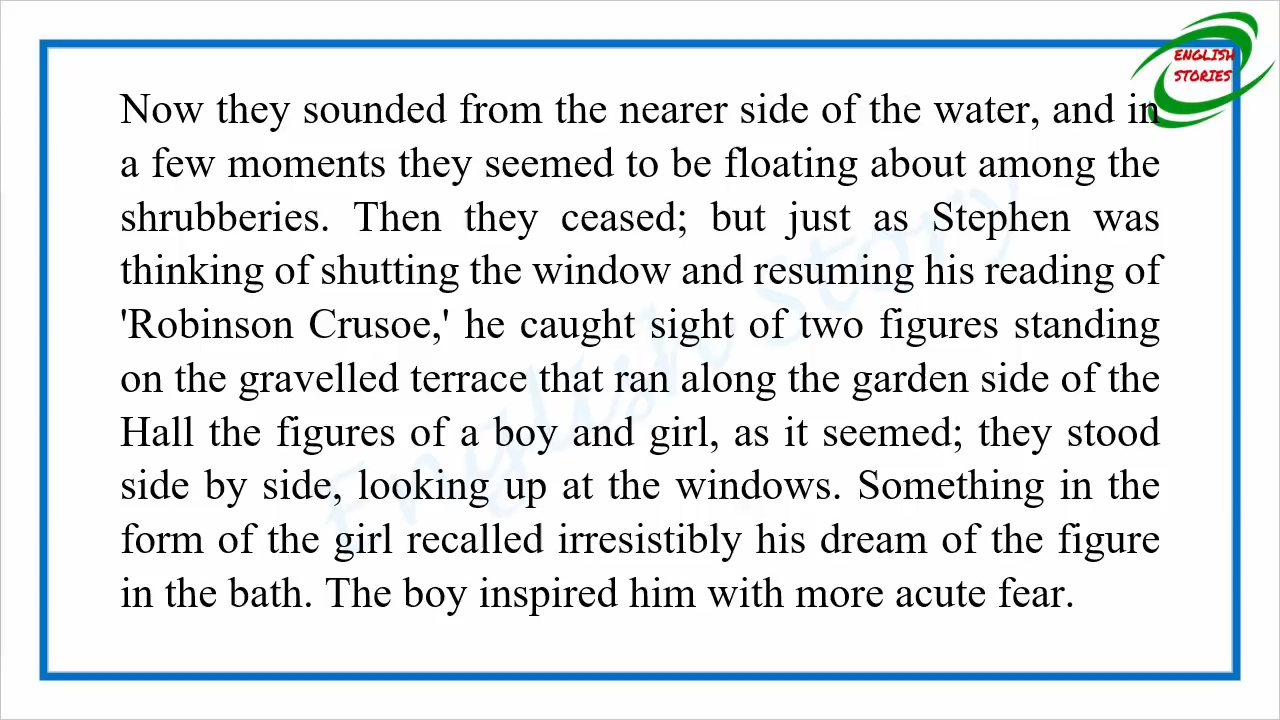 ENGLISH
STORIES
Now they sounded from the nearer side of the water, and in
a few moments they seemed to be floating about among the
shrubberies. Then they ceased; but just as Stephen was
thinking of shutting the window and resuming his reading of
'Robinson Crusoe,' he caught sight of two figures standing
on the gravelled terrace that ran along the garden side of the
Hall the figures of a boy and girl, as it seemed; they stood
side by side, looking up at the windows. Something in the
form of the girl recalled irresistibly his dream of the figure
in the bath. The boy inspired him with more acute fear.
English Story